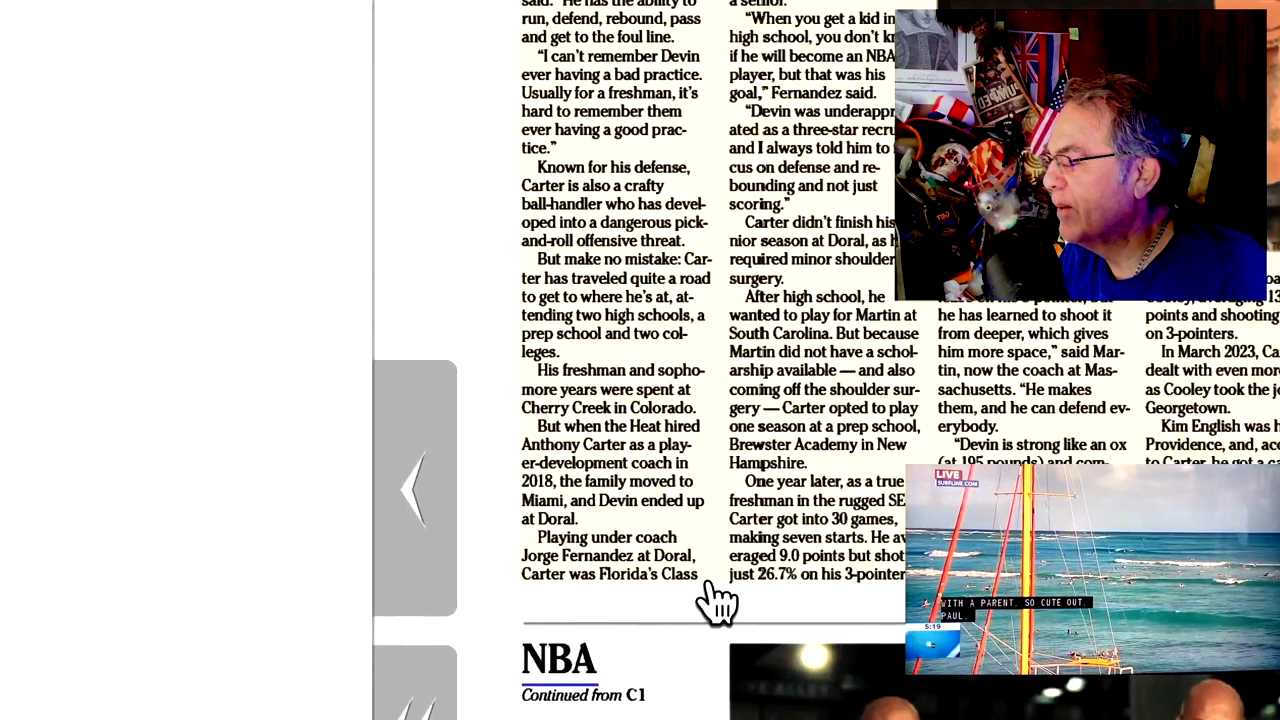 said. "He has the ability to
run, defend, rebound, pass
and get to the foul line.
"I can't remember Devin
ever having a bad practice.
Usually for a freshman, it's
hard to remember them
ever having a good prac-
tice."
Known for his defense,
Carter is also a crafty
ball-handler who has devel-
oped into a dangerous pick-
and-roll offensive threat.
But make no mistake: Car-
ter has traveled quite a road
to get to where he's at, at-
tending two high schools, a
prep school and two col-
leges.
His freshman and sopho-
more years were spent at
Cherry Creek in Colorado.
But when the Heat hired
Anthony Carter as a play-
er-development coach in
2018, the family moved to
Miami, and Devin ended up
at Doral.
Playing under coach
Jorge Fernandez at Doral,
Carter was Florida's Class
a senior.
"When you get a kid in
high school, you don't kn
if he will become an NBA
player, but that was his
goal," Fernandez said.
"Devin was underappr
ated as a three-star recru
and I always told him to
cus on defense and re-
bounding and not just
scoring."
Carter didn't finish his
nior season at Doral, as h
required minor shoulder
surgery.
After high school, he
wanted to play for Martin at
South Carolina. But because
Martin did not have a schol-
arship available — and also
coming off the shoulder sur-
gery — Carter opted to play
one season at a prep school,
Brewster Academy in New
Hampshire.
One year later, as a true
freshman in the rugged SE
Carter got into 30 games,
making seven starts. He av
eraged 9.0 points but shot
just 26.7% on his 3-pointer
he has learned to shoot it
from deeper, which gives
him more space," said Mar-
tin, now the coach at Mas-
sachusetts. "He makes
them, and he can defend ev-
erybody.
"Devin is strong like an ox
(at 195 pounds) and com-
points and shooting
on 3-pointers.
In March 2023, Ca
dealt with even more
as Cooley took the jo
Georgetown.
Kim English was h
Providence, and, acc
to Carter, he got a ca
PUMPED
LIVE
SURFLINE.COM
WITH A PARENT. SO CUTE OUT,
PAUL.
5:19
NBA
Continued from C1